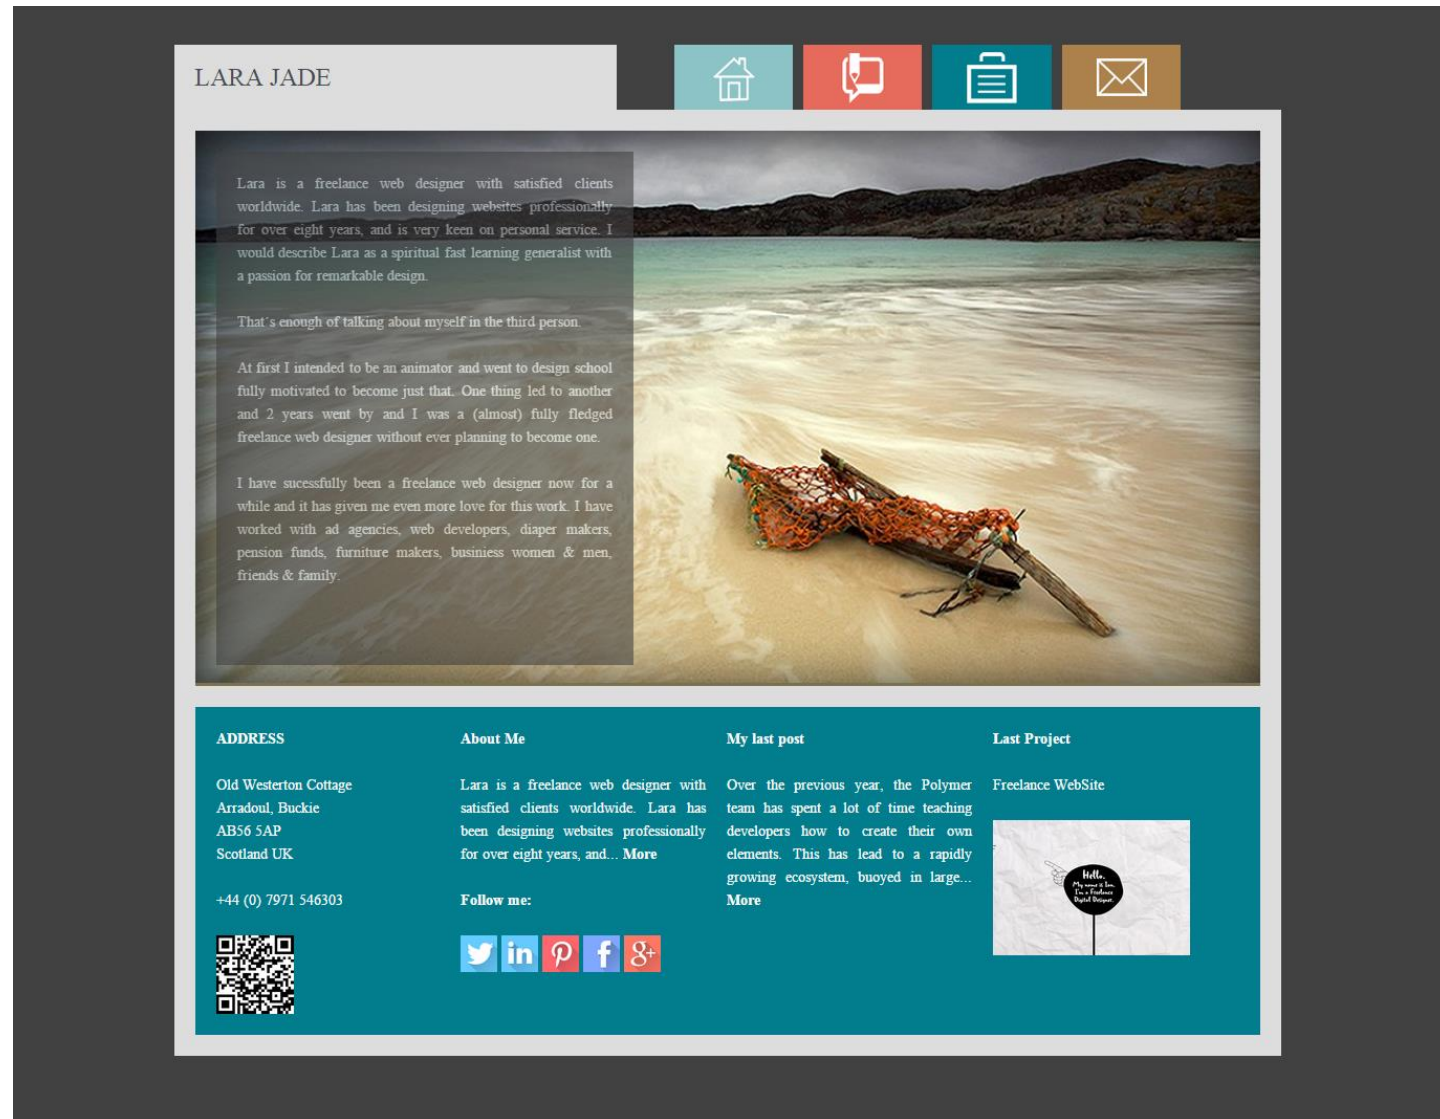 LARA JADE
Lara is a freelance web designer with satisfied clients
worldwide. Lara has been designing websites professionally
for over eight years, and is very keen on personal service. I
would describe Lara as a spiritual fast learning generalist with
a passion for remarkable design.
That´s enough of talking about myself in the third person.
At first I intended to be an animator and went to design school
fully motivated to become just that. One thing led to another
and 2 years went by and I was a (almost) fully fledged
freelance web designer without ever planning to become one.
I have sucessfully been a freelance web designer now for a
while and it has given me even more love for this work. I have
worked with ad agencies, web developers, diaper makers,
pension funds, furniture makers, businiess women & men,
friends & family.
ADDRESS
Old Westerton Cottage
Arradoul, Buckie
AB56 5AP
Scotland UK
+44 (0) 7971 546303
About Me
Lara is a freelance web designer with
satisfied clients worldwide. Lara has
been designing websites professionally
for over eight years, and... More
Follow me:
in
f
8+
My last post
Over the previous year, the Polymer
team has spent a lot of time teaching
developers how to create their own
elements. This has lead to a rapidly
growing ecosystem, buoyed in large...
More
Last Project
Freelance WebSite
Hello.
My name is Ian.
I'm a Freelance
Digital Designer.